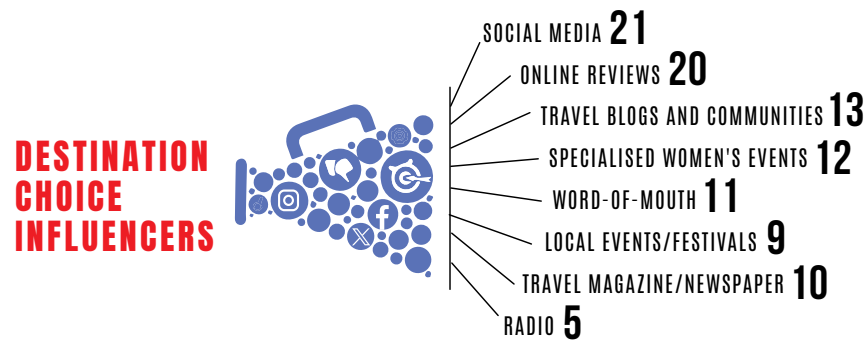 DESTINATION
CHOICE
INFLUENCERS
SOCIAL MEDIA 21
ONLINE REVIEWS 20
TRAVEL BLOGS AND COMMUNITIES 13
SPECIALISED WOMEN'S EVENTS 12
WORD-OF-MOUTH 11
LOCAL EVENTS/FESTIVALS 9
TRAVEL MAGAZINE/NEWSPAPER 10
RADIO 5